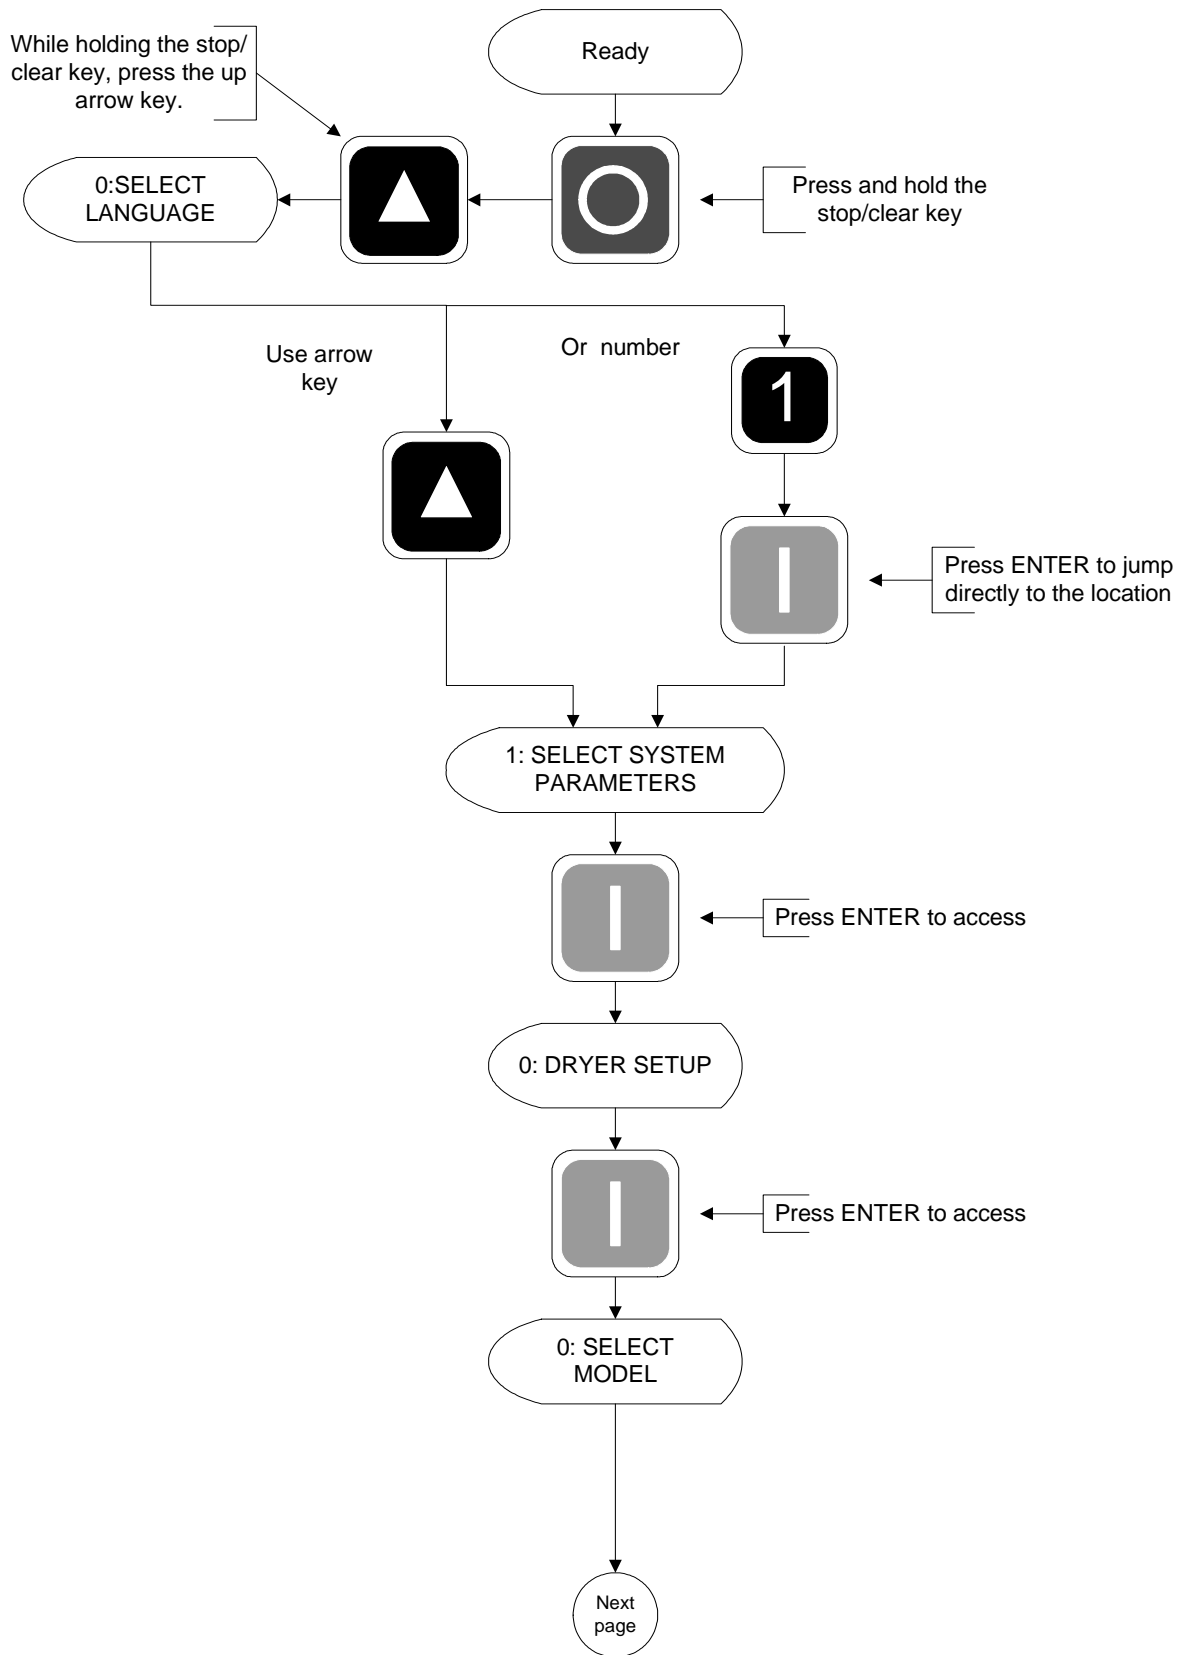 While holding the stop/
clear key, press the up
arrow key.
Ready
0:SELECT
LANGUAGE
Press and hold the
stop/clear key
Use arrow
key
Or number
1
Press ENTER to jump
directly to the location
1: SELECT SYSTEM
PARAMETERS
Press ENTER to access
0: DRYER SETUP
Press ENTER to access
0: SELECT
MODEL
Next
page